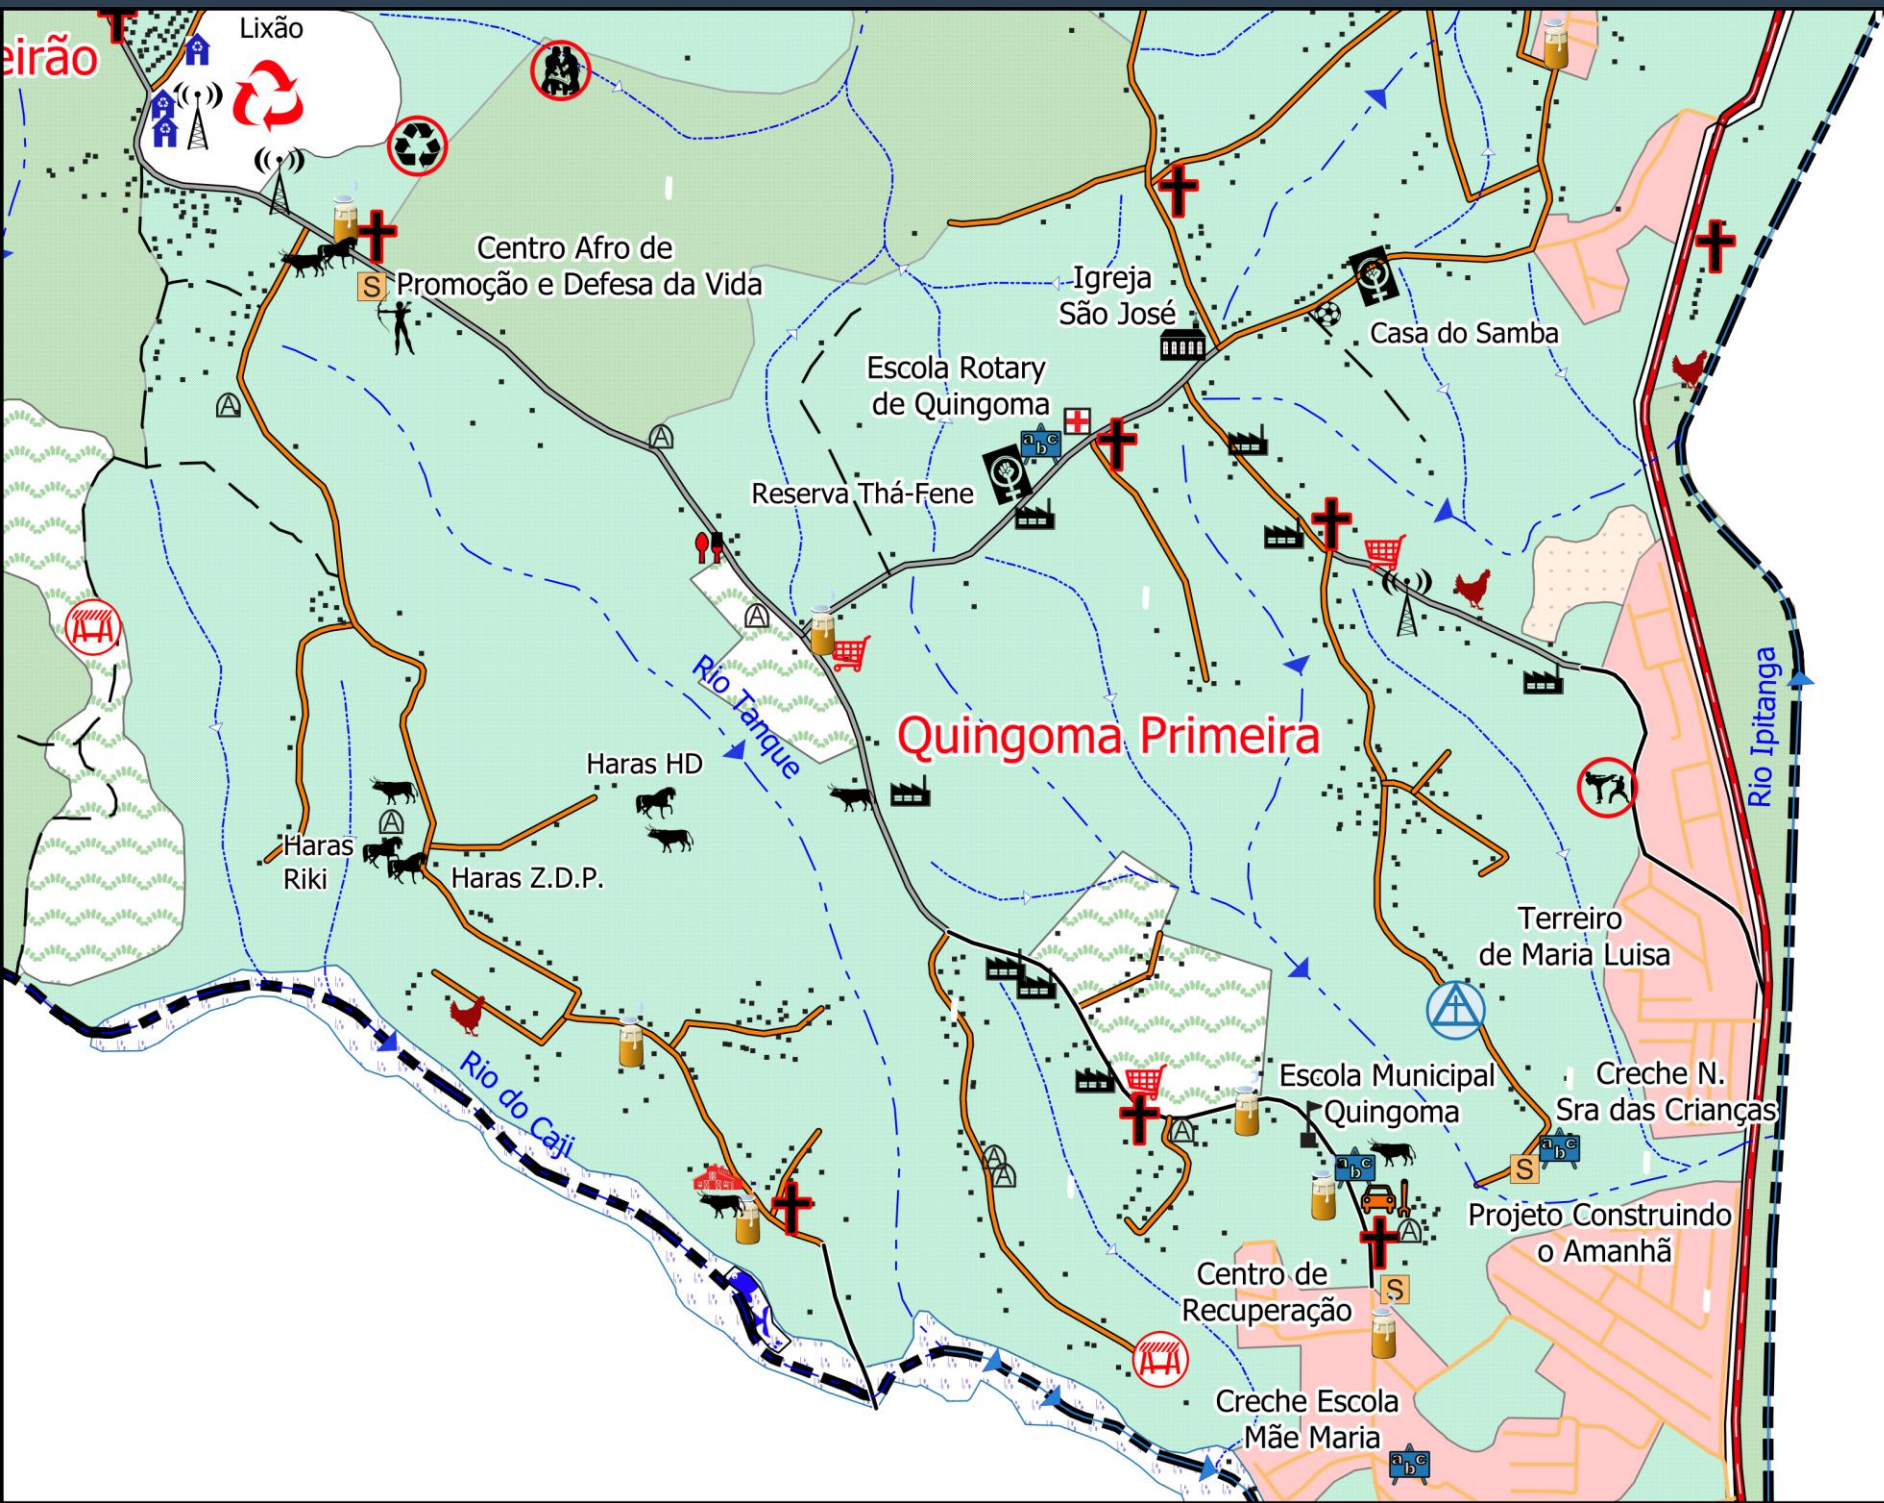 Lixão
eirão
Centro Afro de
Promoção e Defesa da Vida
S
Igreja
São José
Casa do Samba
Escola Rotary
de Quingoma
a b c
Reserva Thá-Fene
Rio Tanque
Quingoma Primeira
Rio Ipitanga
Haras HD
Haras
Riki
Haras Z.D.P.
Terreiro
de Maria Luisa
Rio do Caji
Escola Municipal
Quingoma
Creche N.
Sra das Crianças
a b c
a b c
S
Projeto Construindo
o Amanhã
Centro de
Recuperação
S
Creche Escola
Mãe Maria
a b c